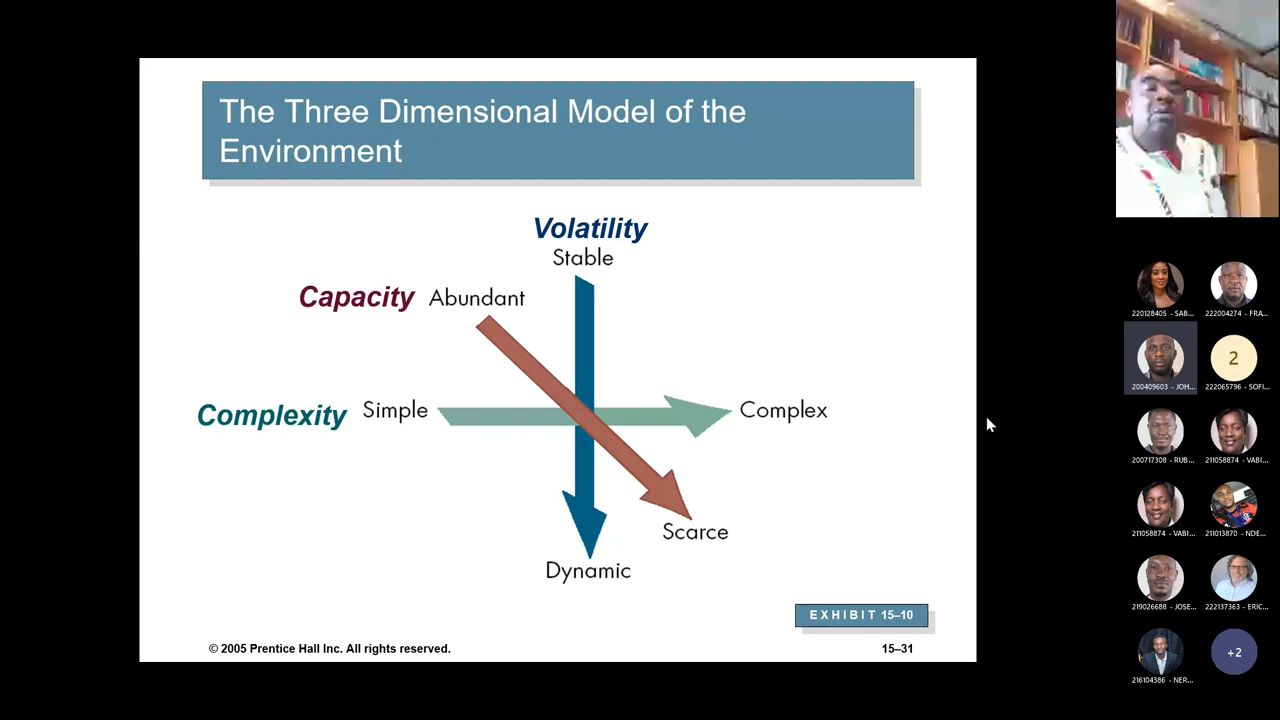 The Three Dimensional Model of the
Environment
Volatility
Stable
Capacity Abundant
Complexity Simple
Complex
Scarce
Dynamic
EXHIBIT 15–10
© 2005 Prentice Hall Inc. All rights reserved.
15–31
220128405 - SAB...
222004274 - FRA...
200409603 - JOH...
2
222065796 - SOFI...
200717308 - RUB...
211058874 - VABI...
211058874 - VABI...
211013870 - NDE...
219026688 - JOSE...
222137363 - ERIC...
216104386 - NER...
+2